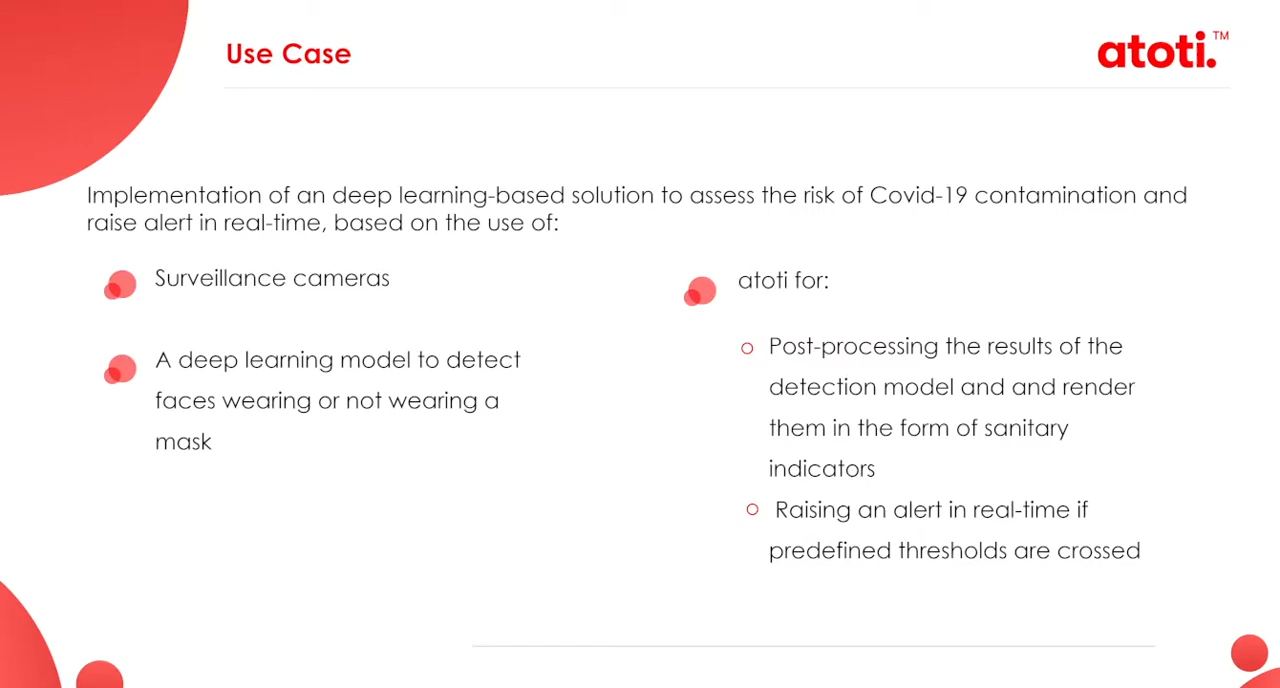 Use Case
atoti.™
Implementation of an deep learning-based solution to assess the risk of Covid-19 contamination and
raise alert in real-time, based on the use of:
Surveillance cameras
A deep learning model to detect
faces wearing or not wearing a
mask
atoti for:
Post-processing the results of the
detection model and and render
them in the form of sanitary
indicators
Raising an alert in real-time if
predefined thresholds are crossed